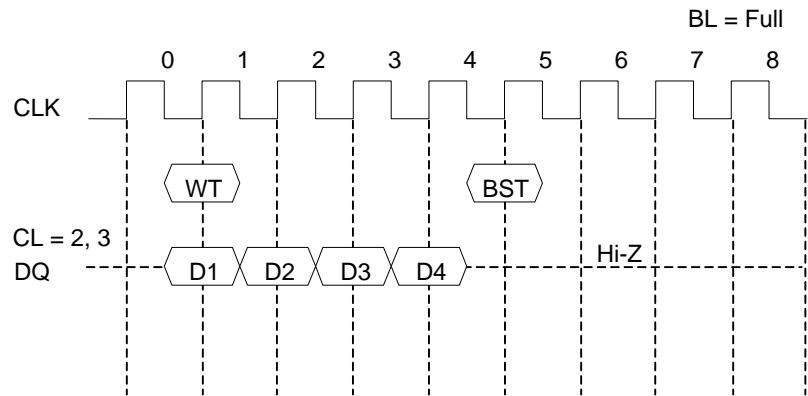 BL = Full
0 1 2 3 4 5 6 7 8
CLK
WT BST
CL = 2, 3
DQ D1 D2 D3 D4 Hi-Z